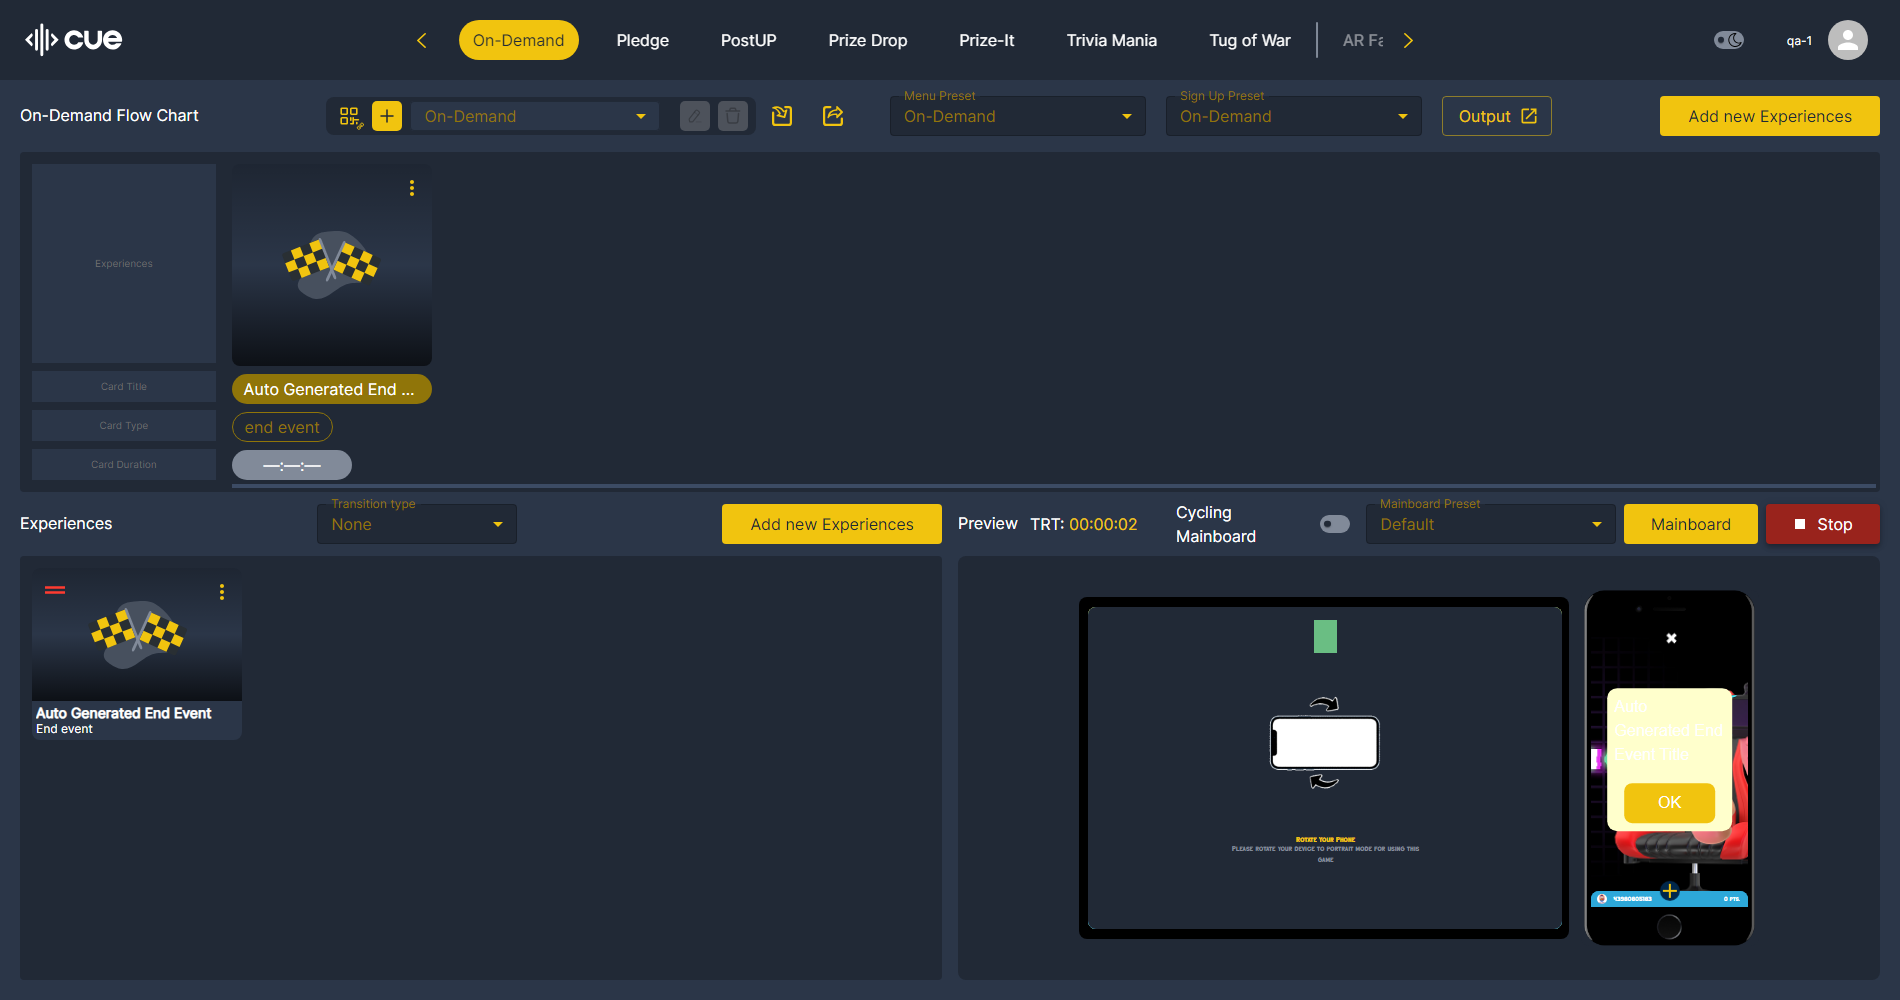 cue
On-Demand
Pledge
PostUP
Prize Drop
Prize-It
Trivia Mania
Tug of War
AR Fa
qa-1
On-Demand Flow Chart
On-Demand
Menu Preset
On-Demand
Sign Up Preset
On-Demand
Output
Add new Experiences
Experiences
Card Title
Auto Generated End ...
Card Type
end event
Card Duration
—:—:—
Experiences
Transition type
None
Add new Experiences
Preview
TRT: 00:00:02
Cycling
Mainboard
Mainboard Preset
Default
Mainboard
Stop
Auto Generated End Event
End event
Rotate Your Phone
Please rotate your device to portrait mode for using this
game
Auto
Generated End
Event Title
OK
0 PTS.